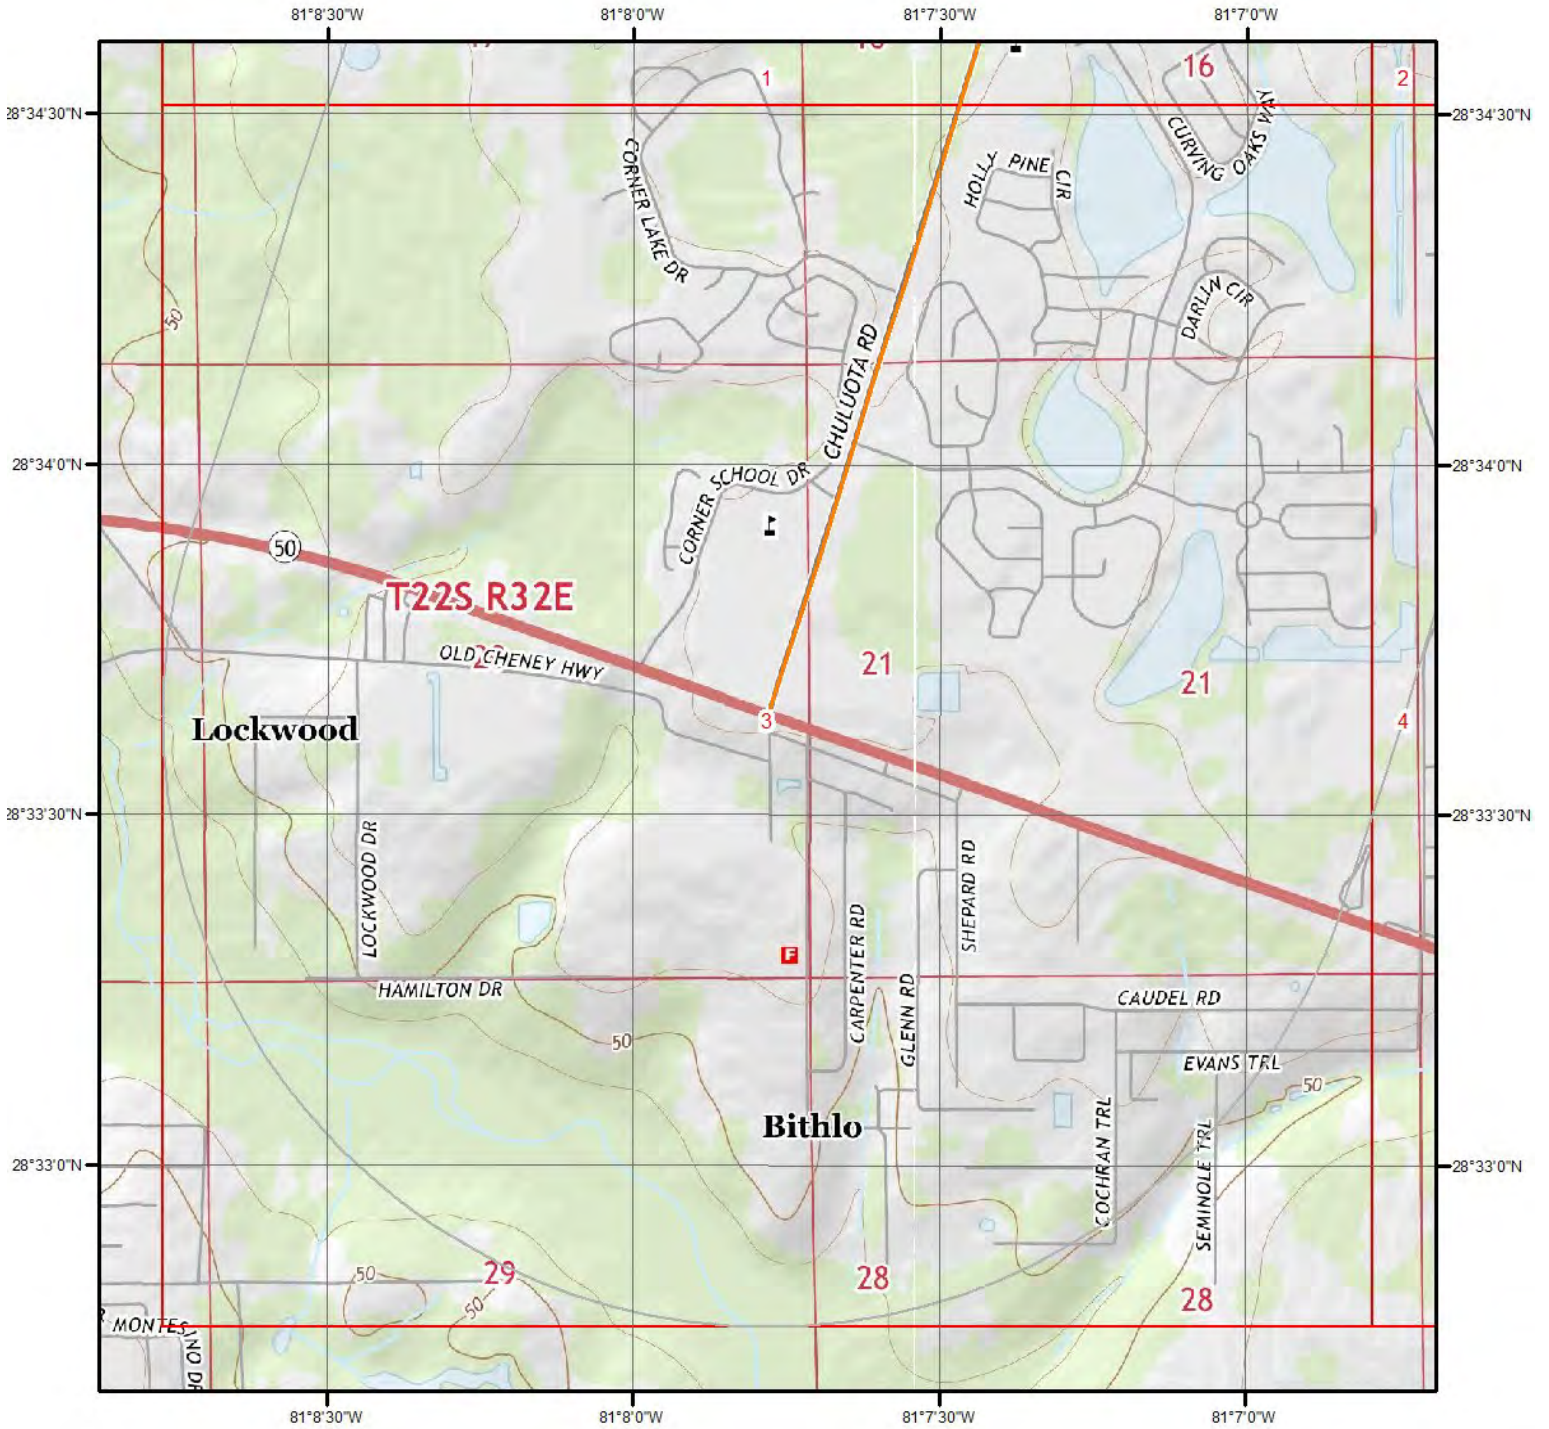 81°8'30"W
81°8'0"W
81°7'30"W
81°7'0"W
16
1
2
28°34'30"N
28°34'30"N
CURVING OAKS WAY
HOLLY PINE CIR
CORNER LAKE DR
DARLIN CIR
50
CHULUOTA RD
28°34'0"N
28°34'0"N
CORNER SCHOOL DR
50
T22S R32E
OLD CHENEY HWY
21
21
Lockwood
3
4
28°33'30"N
28°33'30"N
LOCKWOOD DR
SHEPARD RD
CARPENTER RD
F
HAMILTON DR
GLENN RD
CAUDEL RD
50
EVANS TRL
50
Bithlo
COCHRAN TRL
SEMINOLE TRL
28°33'0"N
28°33'0"N
50
29
28
50
28
MONTESINO DR
81°8'30"W
81°8'0"W
81°7'30"W
81°7'0"W